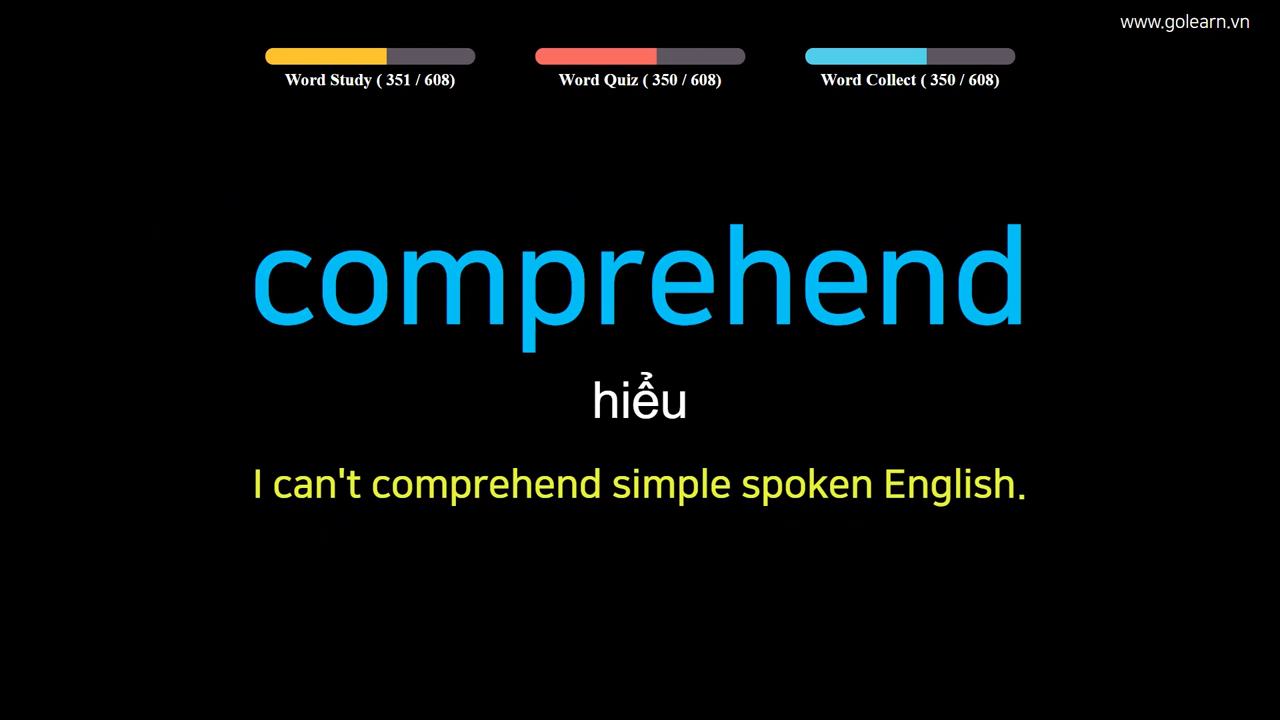 www.golearn.vn
Word Study ( 351 / 608)
Word Quiz ( 350 / 608)
Word Collect ( 350 / 608)
comprehend
hiểu
I can't comprehend simple spoken English.